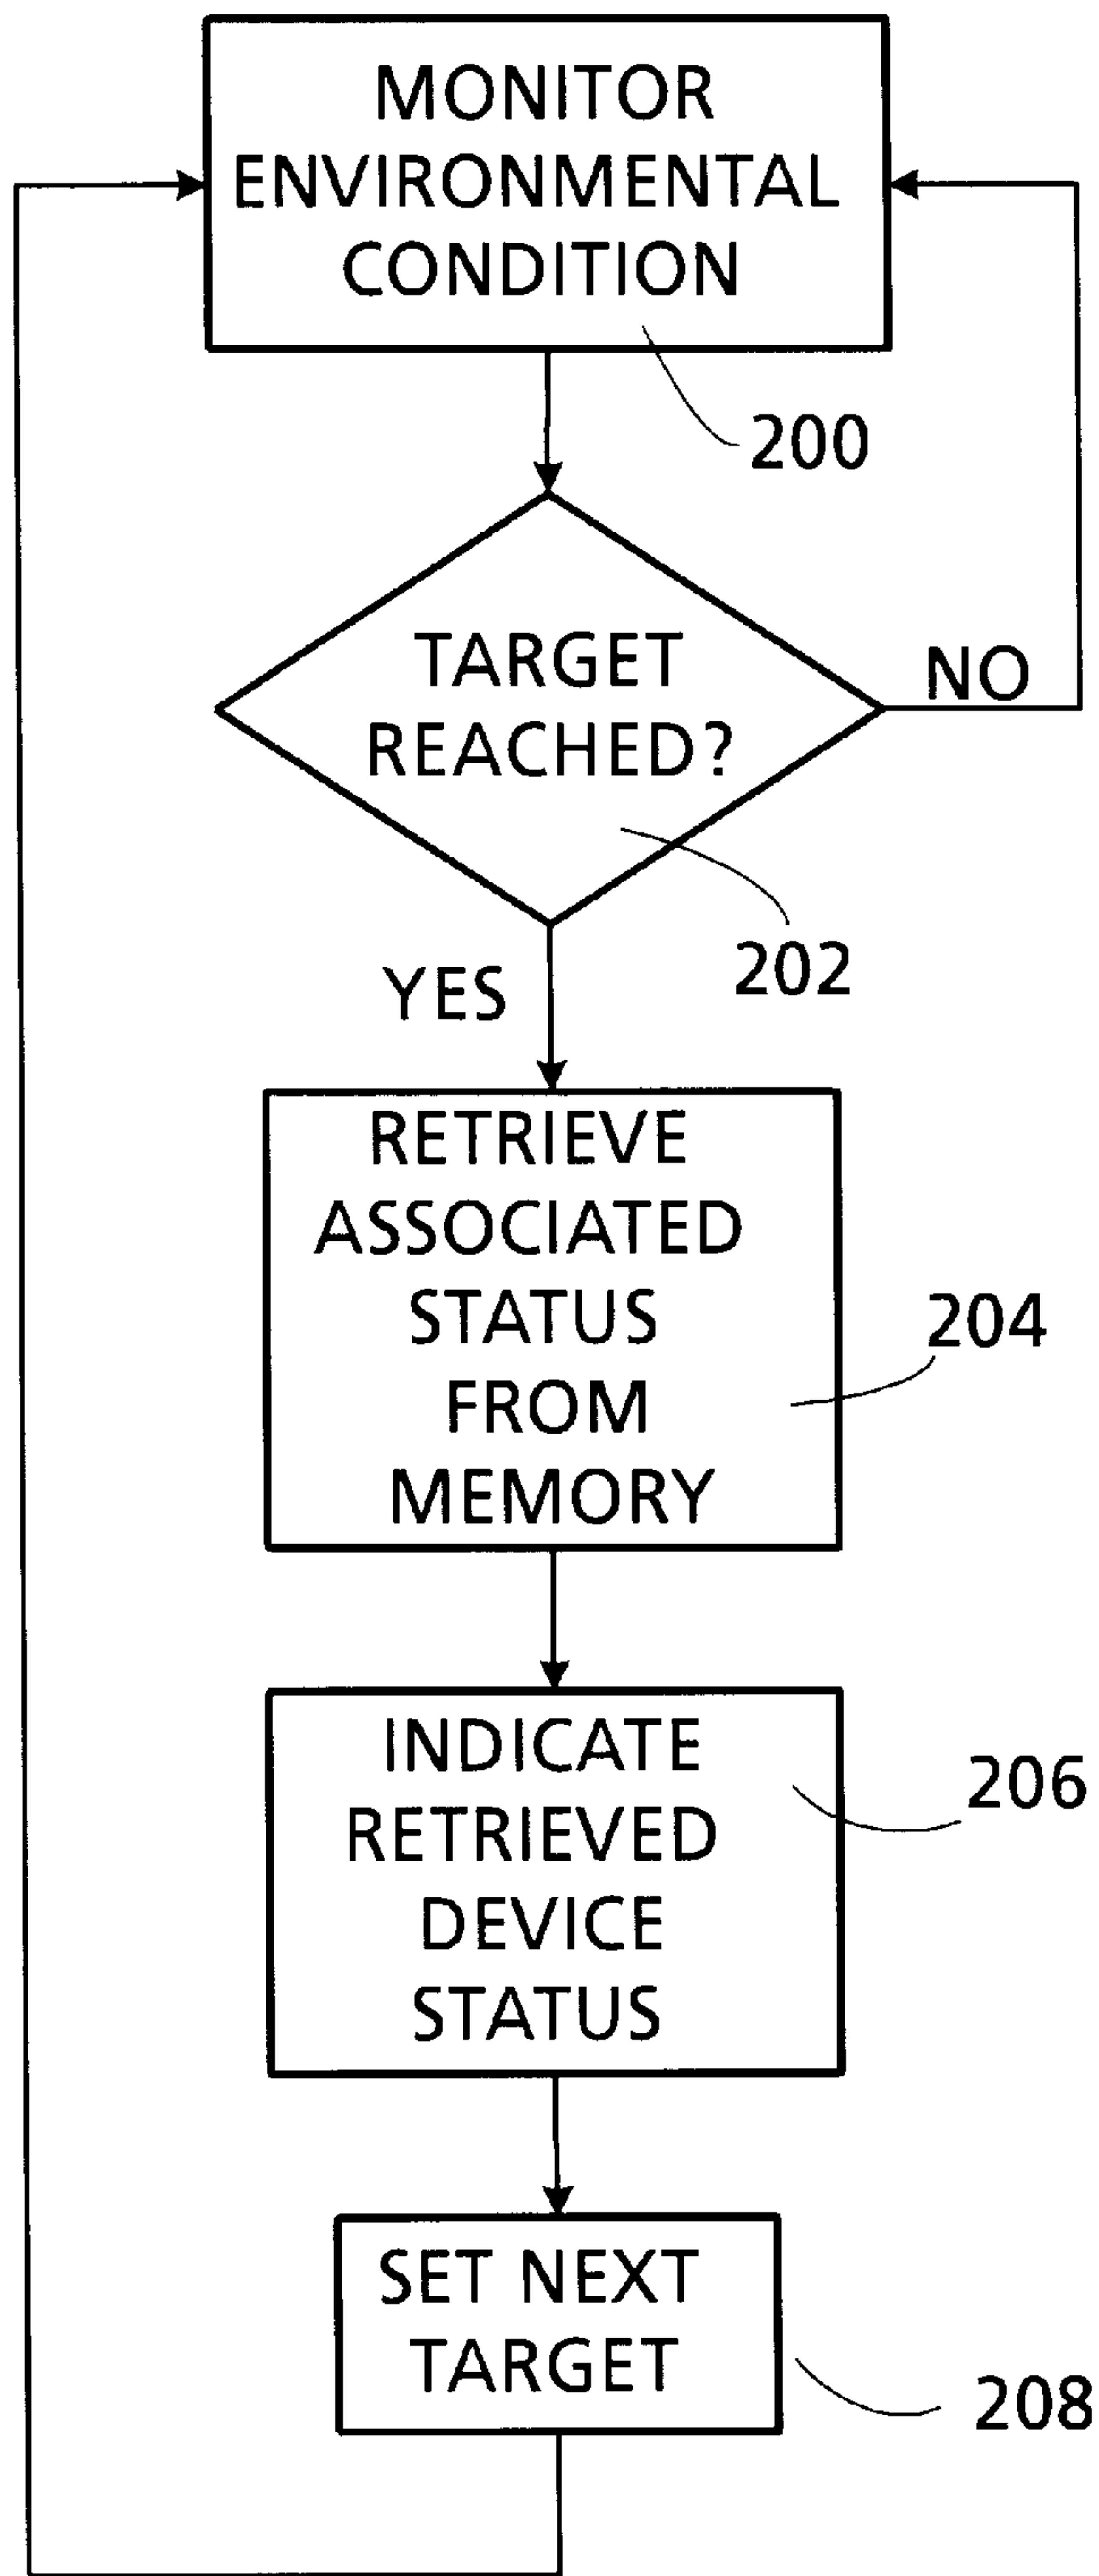 MONITOR
ENVIRONMENTAL
CONDITION
200
TARGET
REACHED?
NO
202
YES
RETRIEVE
ASSOCIATED
STATUS
FROM
MEMORY
204
INDICATE
RETRIEVED
DEVICE
STATUS
206
SET NEXT
TARGET
208